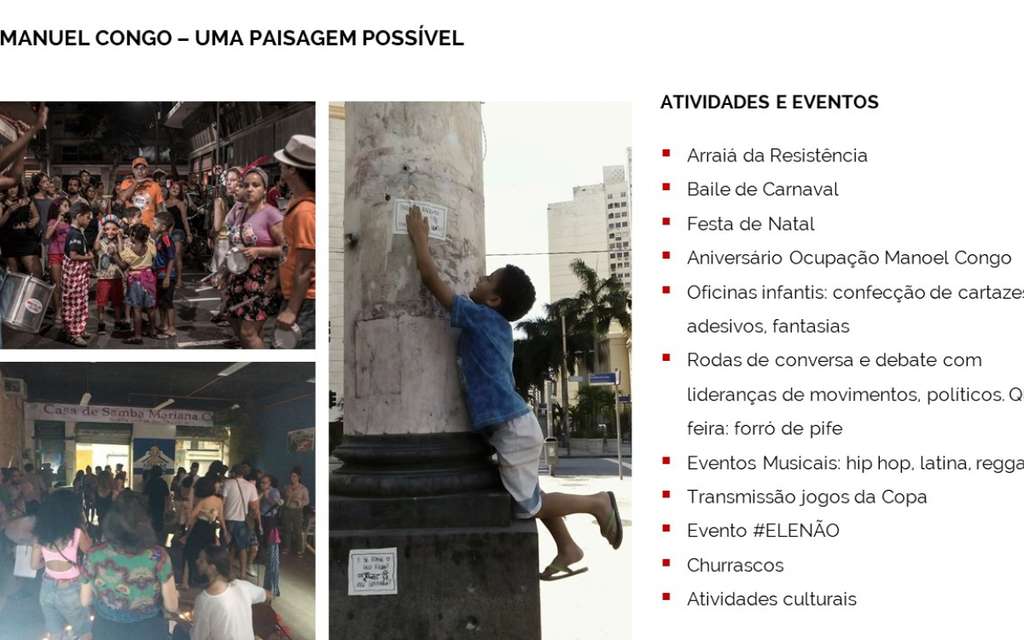 MANUEL CONGO – UMA PAISAGEM POSSÍVEL
Casa de Samba Mariana
ATIVIDADES E EVENTOS
Arraiá da Resistência
Baile de Carnaval
Festa de Natal
Aniversário Ocupação Manoel Congo
Oficinas infantis: confecção de cartazes
adesivos, fantasias
Rodas de conversa e debate com
lideranças de movimentos, políticos. Q
feira: forró de pife
Eventos Musicais: hip hop, latina, regga
Transmissão jogos da Copa
Evento #ELENÃO
Churrascos
Atividades culturais